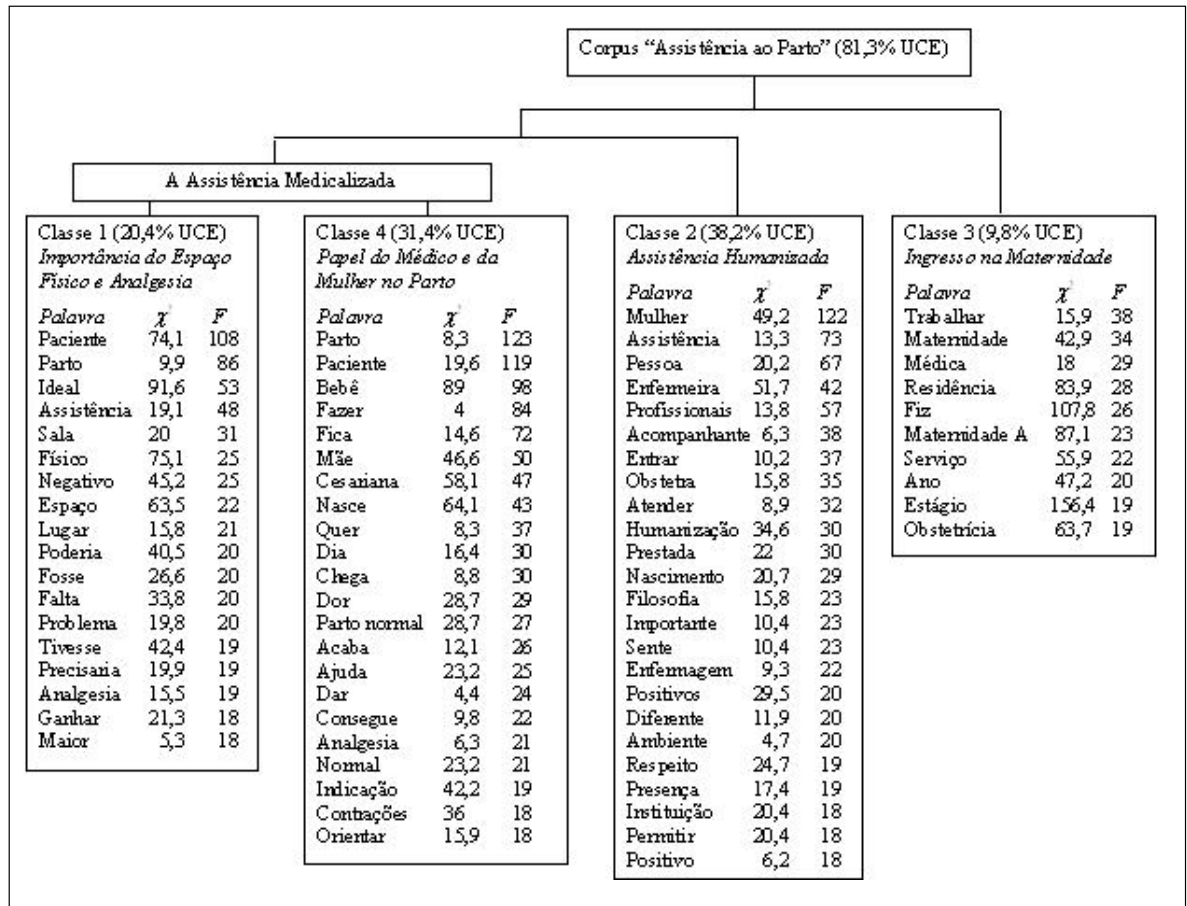 Corpus “Assistência ao Parto” (81,3% UCE)
A Assistência Medicalizada
Classe 1 (20,4% UCE)
Importância do Espaço
Físico e Analgesia
Palavra χ² F
Paciente 74,1 108
Parto 9,9 86
Ideal 91,6 53
Assistência 19,1 48
Sala 20 31
Físico 75,1 25
Negativo 45,2 25
Espaço 63,5 22
Lugar 15,8 21
Poderia 40,5 20
Fosse 26,6 20
Falta 33,8 20
Problema 19,8 20
Tivesse 42,4 19
Precisaria 19,9 19
Analgesia 15,5 19
Ganhar 21,3 18
Maior 5,3 18
Classe 4 (31,4% UCE)
Papel do Médico e da
Mulher no Parto
Palavra χ² F
Parto 8,3 123
Paciente 19,6 119
Bebê 89 98
Fazer 4 84
Fica 14,6 72
Mãe 46,6 50
Cesariana 58,1 47
Nasce 64,1 43
Quer 8,3 37
Dia 16,4 30
Chega 8,8 30
Dor 28,7 29
Parto normal 28,7 27
Acaba 12,1 26
Ajuda 23,2 25
Dar 4,4 24
Consegue 9,8 22
Analgesia 6,3 21
Normal 23,2 21
Indicação 42,2 19
Contrações 36 18
Orientar 15,9 18
Classe 2 (38,2% UCE)
Assistência Humanizada
Palavra χ² F
Mulher 49,2 122
Assistência 13,3 73
Pessoa 20,2 67
Enfermeira 51,7 42
Profissionais 13,8 57
Acompanhante 6,3 38
Entrar 10,2 37
Obstetra 15,8 35
Atender 8,9 32
Humanização 34,6 30
Prestada 22 30
Nascimento 20,7 29
Filosofia 15,8 23
Importante 10,4 23
Sente 10,4 23
Enfermagem 9,3 22
Positivos 29,5 20
Diferente 11,9 20
Ambiente 4,7 20
Respeito 24,7 19
Presença 17,4 19
Instituição 20,4 18
Permitir 20,4 18
Positivo 6,2 18
Classe 3 (9,8% UCE)
Ingresso na Maternidade
Palavra χ² F
Trabalhar 15,9 38
Maternidade 42,9 34
Médica 18 29
Residência 83,9 28
Fiz 107,8 26
Maternidade A 87,1 23
Serviço 55,9 22
Ano 47,2 20
Estágio 156,4 19
Obstetrícia 63,7 19